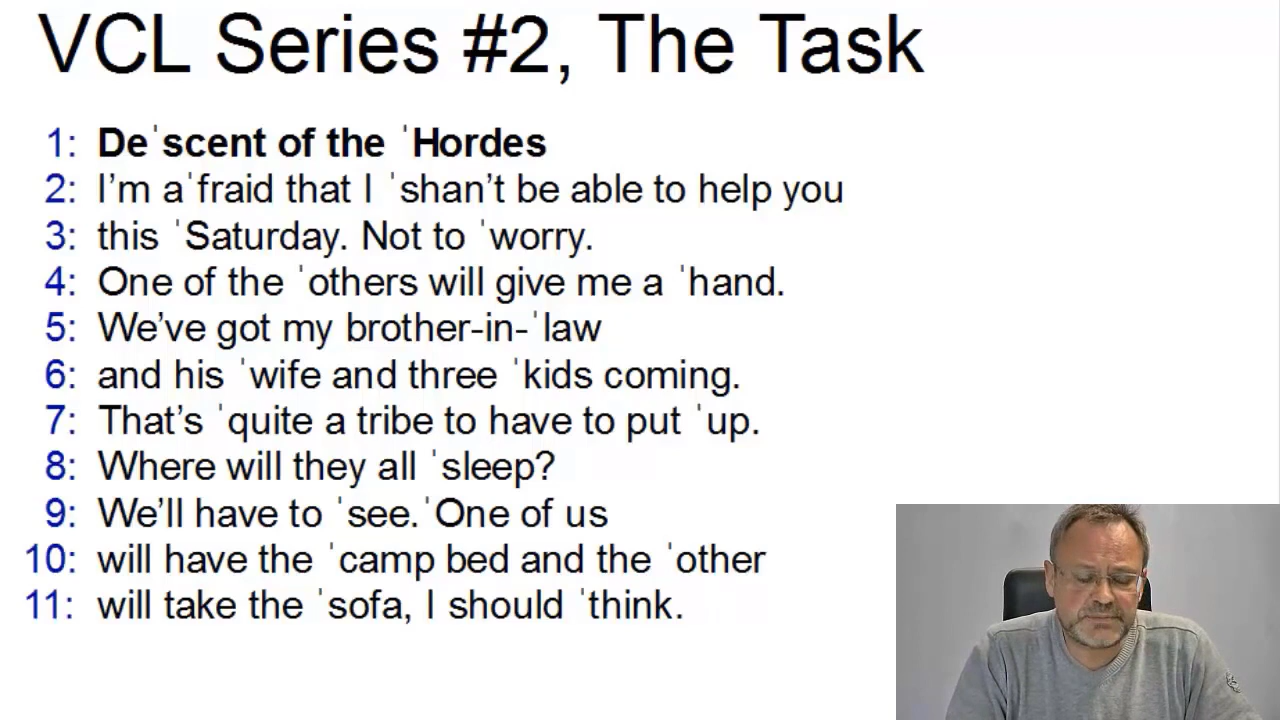 VCL Series #2, The Task
1: Deˈscent of the ˈHordes
2: I’m aˈfraid that I ˈshan’t be able to help you
3: this ˈSaturday. Not to ˈworry.
4: One of the ˈothers will give me a ˈhand.
5: We’ve got my brother-in-ˈlaw
6: and his ˈwife and three ˈkids coming.
7: That’s ˈquite a tribe to have to put ˈup.
8: Where will they all ˈsleep?
9: We’ll have to ˈsee.ˈOne of us
10: will have the ˈcamp bed and the ˈother
11: will take the ˈsofa, I should ˈthink.